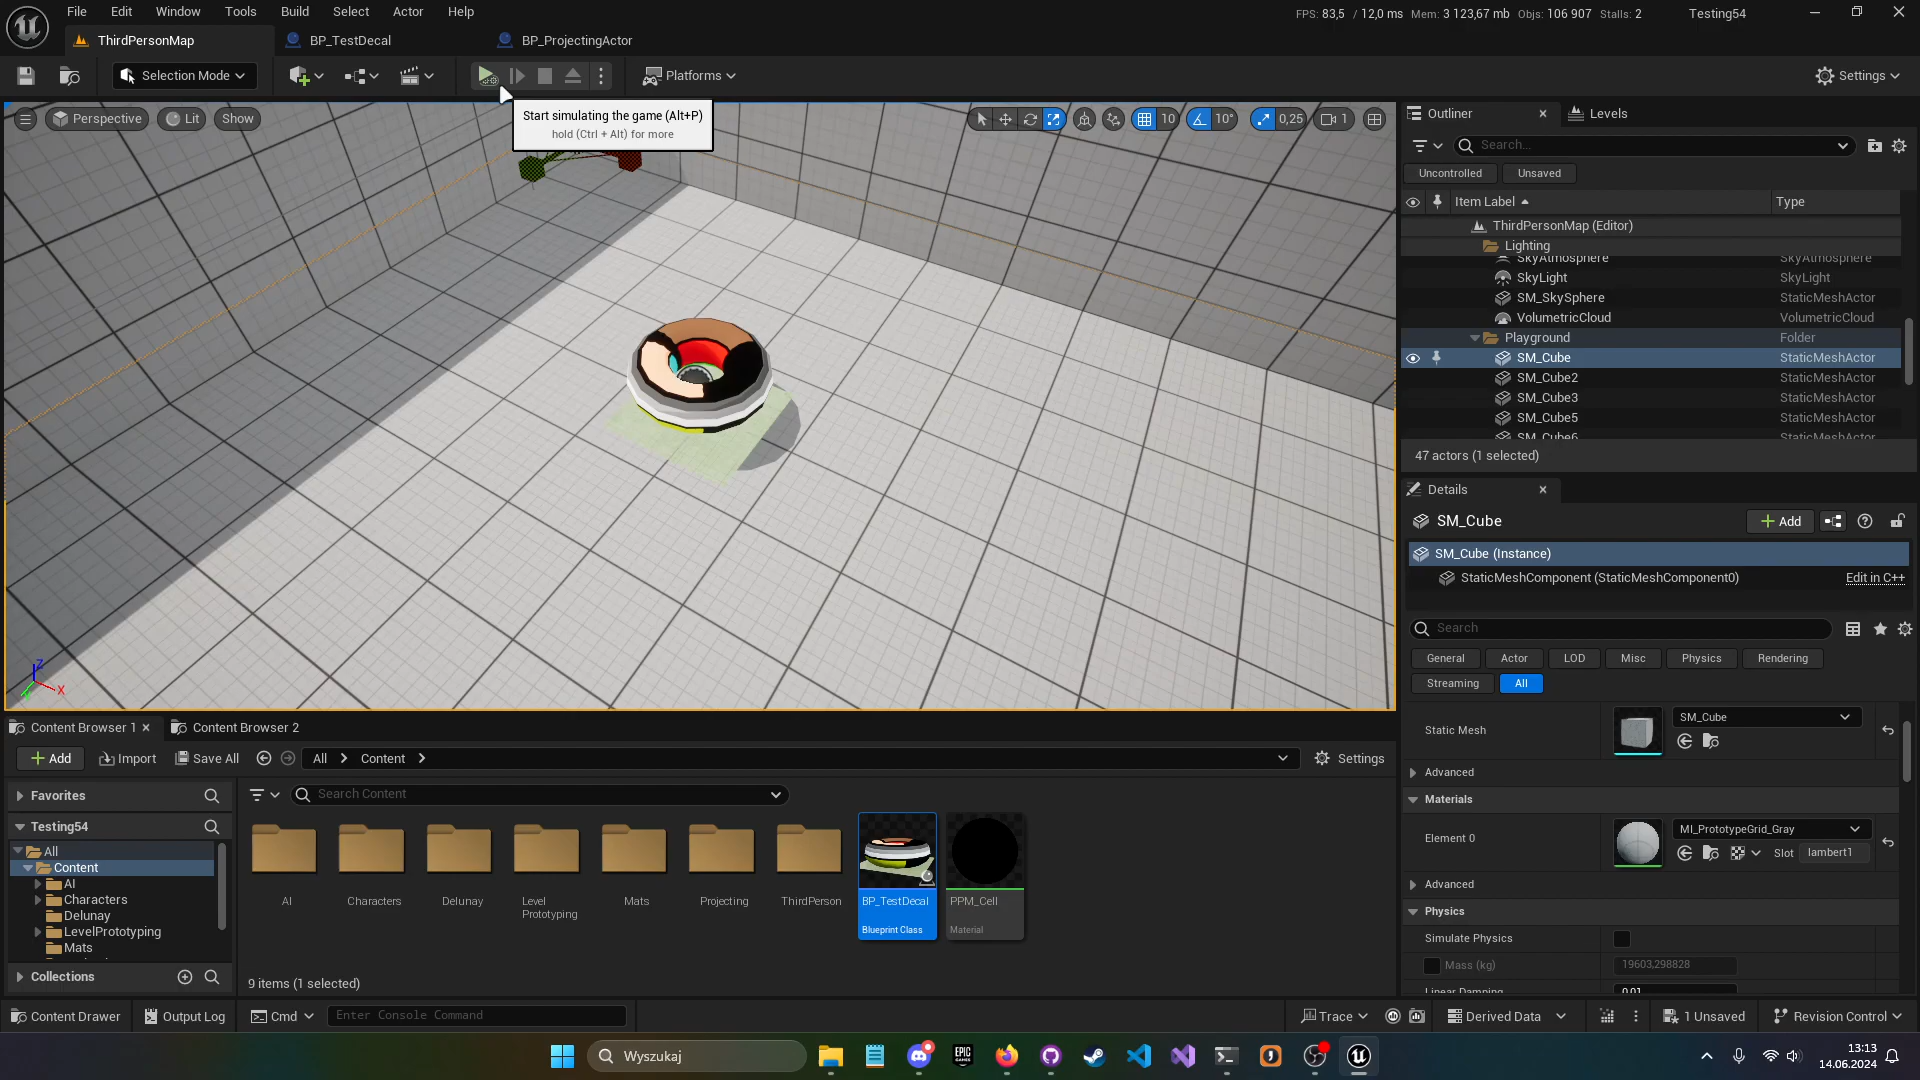 File Edit Window Tools Build Select Actor Help
FPS: 83,5 / 12,0 ms Mem: 3 123,67 mb Objs: 106 907 Stalls: 2 Testing54
ThirdPersonMap BP_TestDecal BP_ProjectingActor
Selection Mode Platforms Settings
Start simulating the game (Alt+P)
hold (Ctrl + Alt) for more
Perspective Lit Show 10 10° 0,25 1
Outliner Levels
Search...
Uncontrolled Unsaved
Item Label Type
ThirdPersonMap (Editor)
Lighting
SkyAtmosphere SkyAtmosphere
SkyLight SkyLight
SM_SkySphere StaticMeshActor
VolumetricCloud VolumetricCloud
Playground Folder
SM_Cube StaticMeshActor
SM_Cube2 StaticMeshActor
SM_Cube3 StaticMeshActor
SM_Cube5 StaticMeshActor
SM_Cube6 StaticMeshActor
47 actors (1 selected)
Details
SM_Cube Add
SM_Cube (Instance)
StaticMeshComponent (StaticMeshComponent0) Edit in C++
Search
General Actor LOD Misc Physics Rendering
Streaming All
Static Mesh SM_Cube
Advanced
Materials
Element 0 MI_PrototypeGrid_Gray
Slot lambert1
Advanced
Physics
Simulate Physics
Mass (kg) 19603,298828
Linear Damping 0,01
Z
X
Content Browser 1 Content Browser 2
Add Import Save All All Content Settings
Favorites
Testing54
All
Content
AI
Characters
Delunay
LevelPrototyping
Mats
Collections
Search Content
AI Characters Delunay Level Prototyping Mats Projecting ThirdPerson BP_TestDecal PPM_Cell
Blueprint Class Material
9 items (1 selected)
Content Drawer Output Log Cmd Enter Console Command Trace Derived Data 1 Unsaved Revision Control
Wyszukaj EPIC GAMES
13:13
14.06.2024